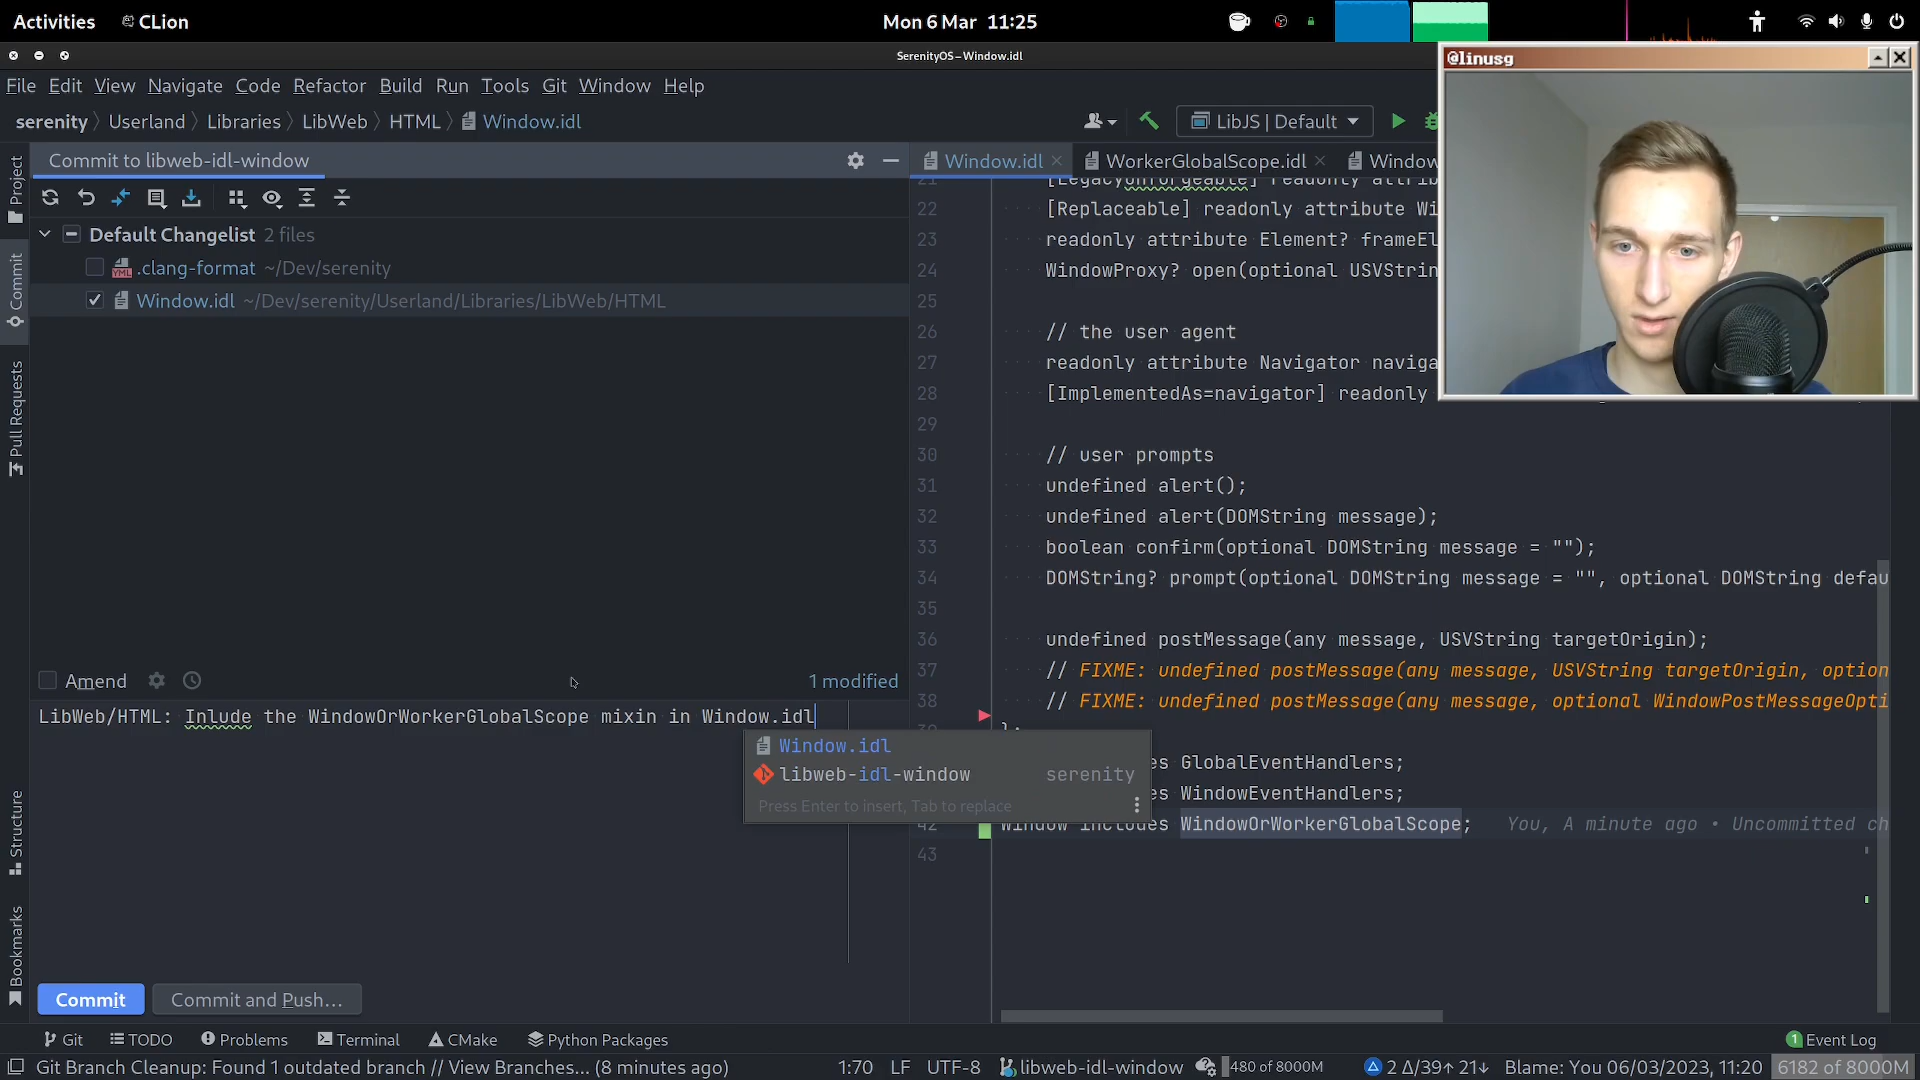 Activities CLion Mon 6 Mar 11:25
SerenityOS – Window.idl
@linusg
File Edit View Navigate Code Refactor Build Run Tools Git Window Help
serenity Userland Libraries LibWeb HTML Window.idl
LibJS | Default
Commit to libweb-idl-window
Window.idl WorkerGlobalScope.idl Window
Project
Commit
Pull Requests
Structure
Bookmarks
Default Changelist 2 files
.clang-format ~/Dev/serenity
Window.idl ~/Dev/serenity/Userland/Libraries/LibWeb/HTML
Amend 1 modified
LibWeb/HTML: Inlude the WindowOrWorkerGlobalScope mixin in Window.idl
Window.idl
libweb-idl-window serenity
Press Enter to insert, Tab to replace
Commit Commit and Push...
21 [LegacyUnforgeable] readonly attrib
22 [Replaceable] readonly attribute Wi
23 readonly attribute Element? frameEl
24 WindowProxy? open(optional USVStrin
25
26 // the user agent
27 readonly attribute Navigator naviga
28 [ImplementedAs=navigator] readonly
29
30 // user prompts
31 undefined alert();
32 undefined alert(DOMString message);
33 boolean confirm(optional DOMString message = "");
34 DOMString? prompt(optional DOMString message = "", optional DOMString defau
35
36 undefined postMessage(any message, USVString targetOrigin);
37 // FIXME: undefined postMessage(any message, USVString targetOrigin, option
38 // FIXME: undefined postMessage(any message, optional WindowPostMessageOpti
};
es GlobalEventHandlers;
es WindowEventHandlers;
42 Window includes WindowOrWorkerGlobalScope; You, A minute ago • Uncommitted ch
43
Git TODO Problems Terminal CMake Python Packages 1 Event Log
Git Branch Cleanup: Found 1 outdated branch // View Branches... (8 minutes ago) 1:70 LF UTF-8 libweb-idl-window 480 of 8000M 2 Δ/39↑ 21↓ Blame: You 06/03/2023, 11:20 6182 of 8000M